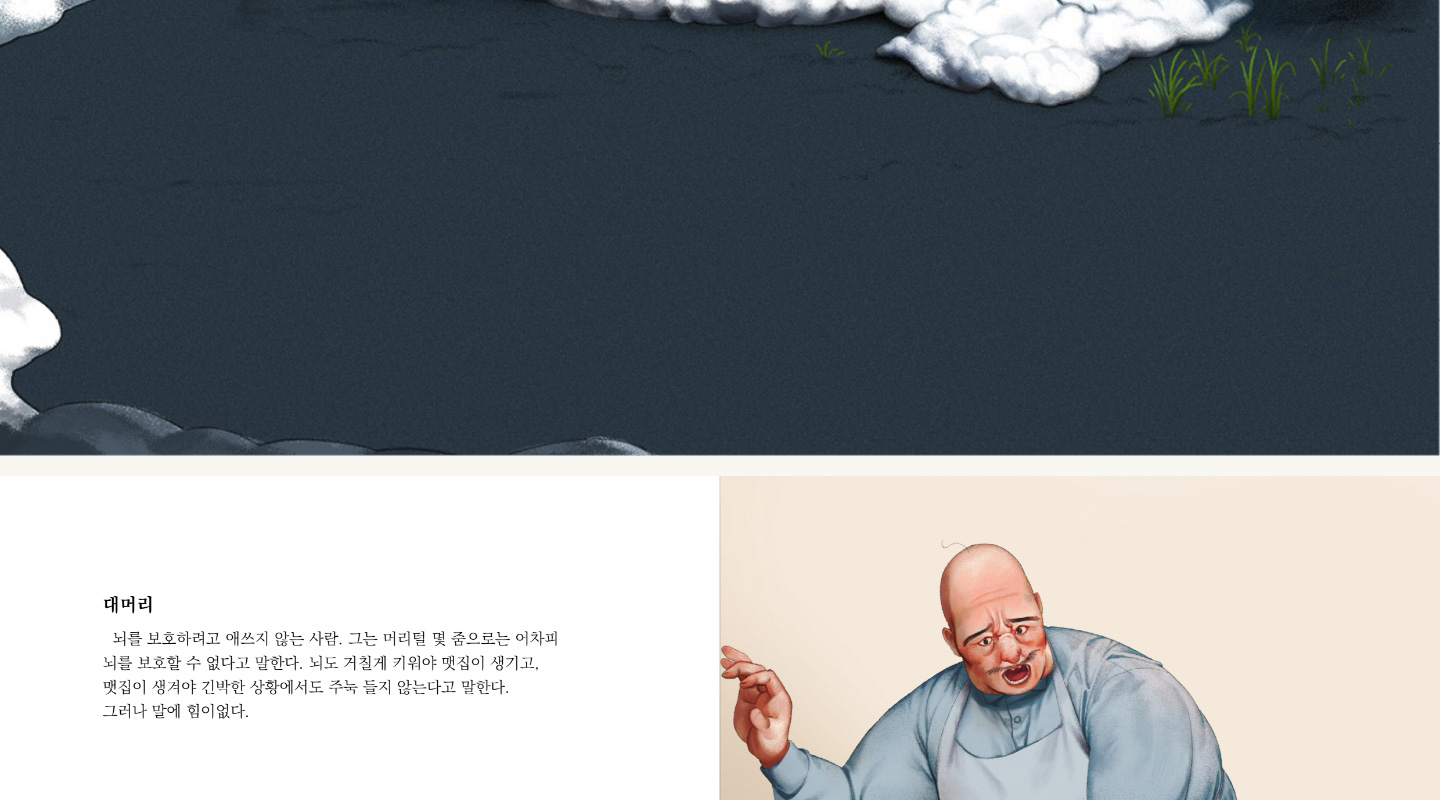 대머리
뇌를 보호하려고 애쓰지 않는 사람. 그는 머리털 몇 줌으로는 어차피
뇌를 보호할 수 없다고 말한다. 뇌도 거칠게 키워야 맷집이 생기고,
맷집이 생겨야 긴박한 상황에서도 주눅 들지 않는다고 말한다.
그러나 말에 힘이없다.